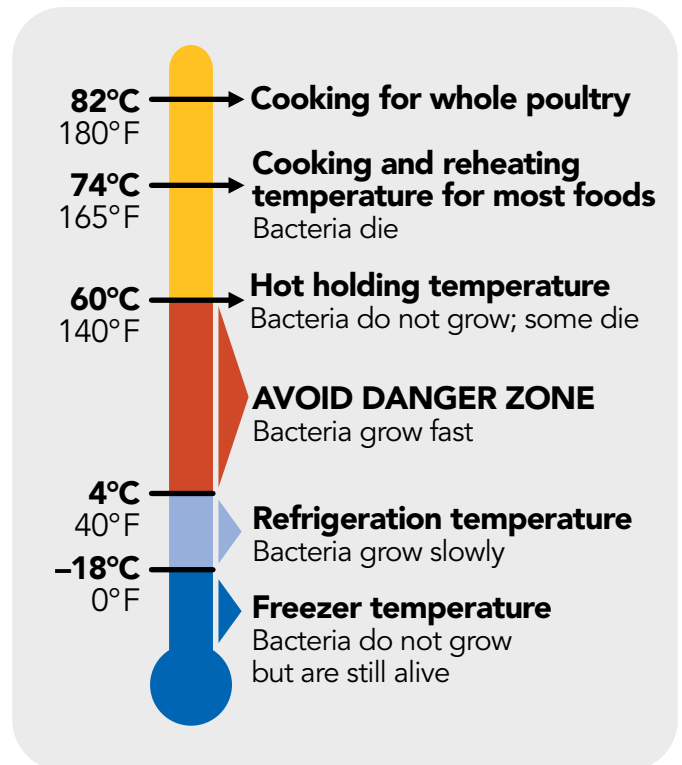 82°C
180°F
Cooking for whole poultry
74°C
165°F
Cooking and reheating
temperature for most foods
Bacteria die
60°C
140°F
Hot holding temperature
Bacteria do not grow; some die
AVOID DANGER ZONE
Bacteria grow fast
4°C
40°F
Refrigeration temperature
Bacteria grow slowly
–18°C
0°F
Freezer temperature
Bacteria do not grow
but are still alive